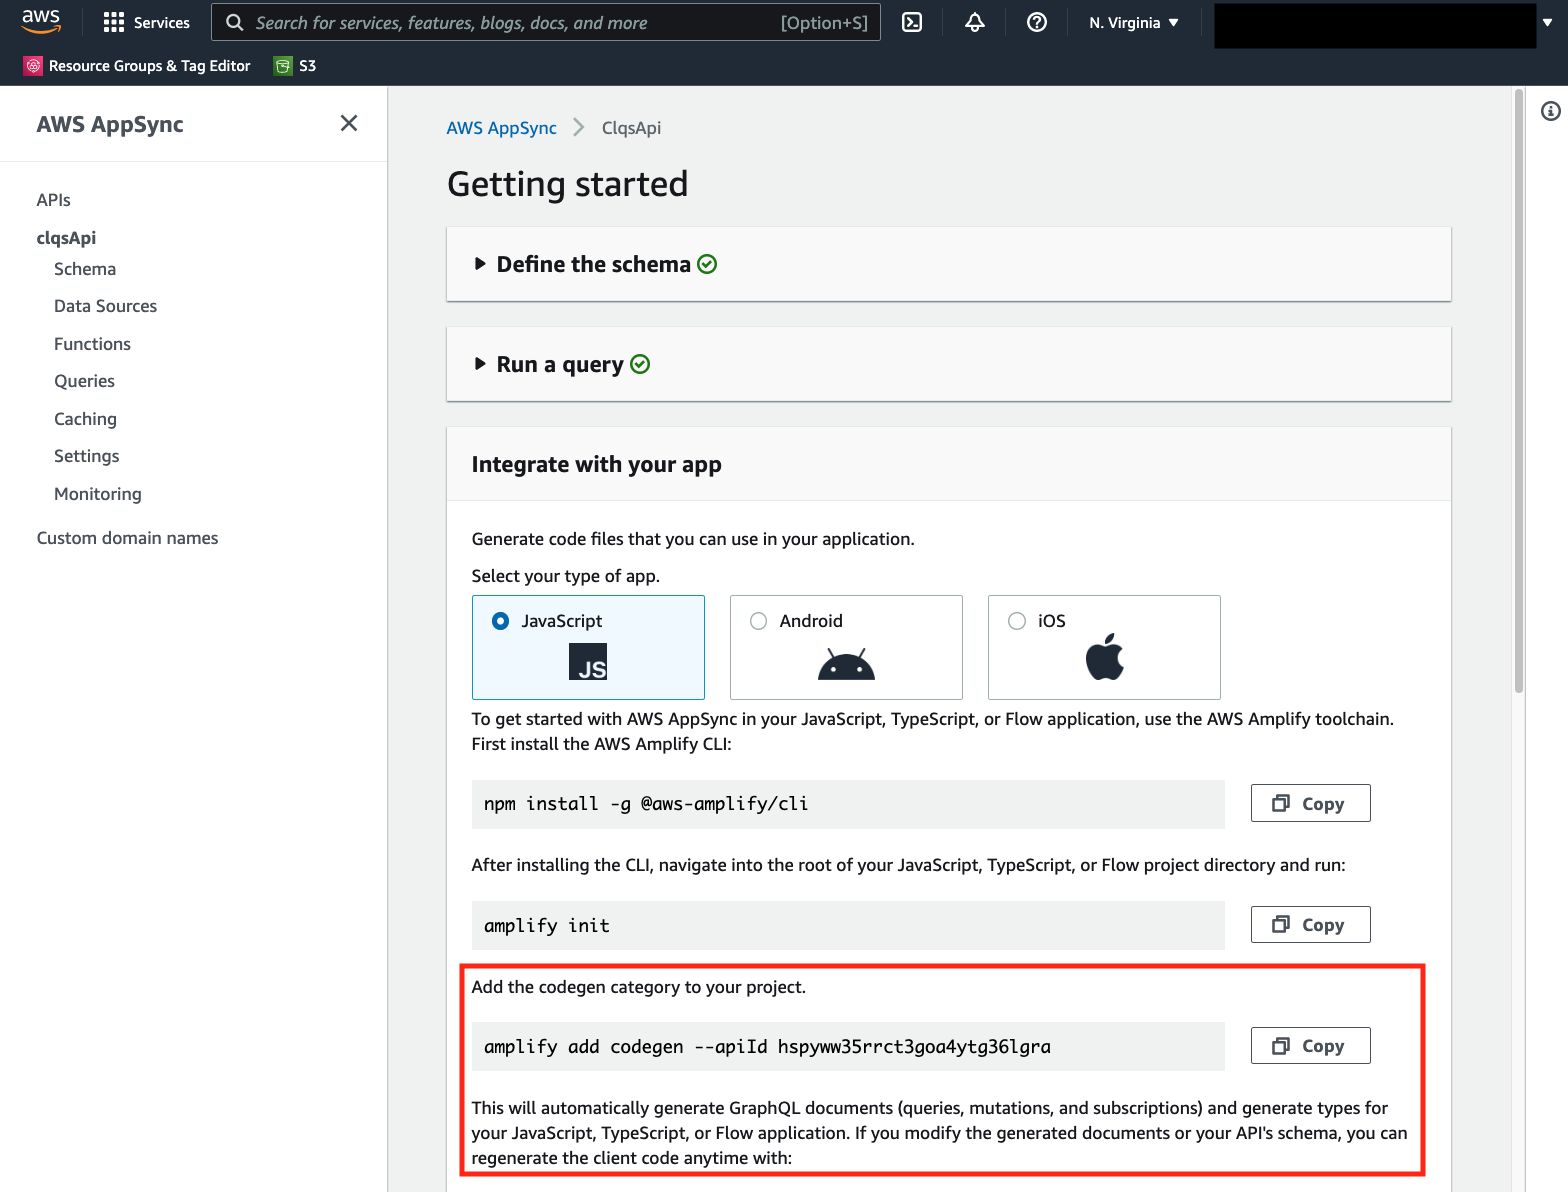 aws
Services
Search for services, features, blogs, docs, and more
[Option+S]
N. Virginia
Resource Groups & Tag Editor
S3
AWS AppSync
APIs
clqsApi
Schema
Data Sources
Functions
Queries
Caching
Settings
Monitoring
Custom domain names
AWS AppSync
ClqsApi
Getting started
Define the schema
Run a query
Integrate with your app
Generate code files that you can use in your application.
Select your type of app.
JavaScript
JS
Android
iOS
To get started with AWS AppSync in your JavaScript, TypeScript, or Flow application, use the AWS Amplify toolchain.
First install the AWS Amplify CLI:
npm install -g @aws-amplify/cli
Copy
After installing the CLI, navigate into the root of your JavaScript, TypeScript, or Flow project directory and run:
amplify init
Copy
Add the codegen category to your project.
amplify add codegen --apiId hspyww35rrct3goa4ytg36lgra
Copy
This will automatically generate GraphQL documents (queries, mutations, and subscriptions) and generate types for
your JavaScript, TypeScript, or Flow application. If you modify the generated documents or your API's schema, you can
regenerate the client code anytime with: